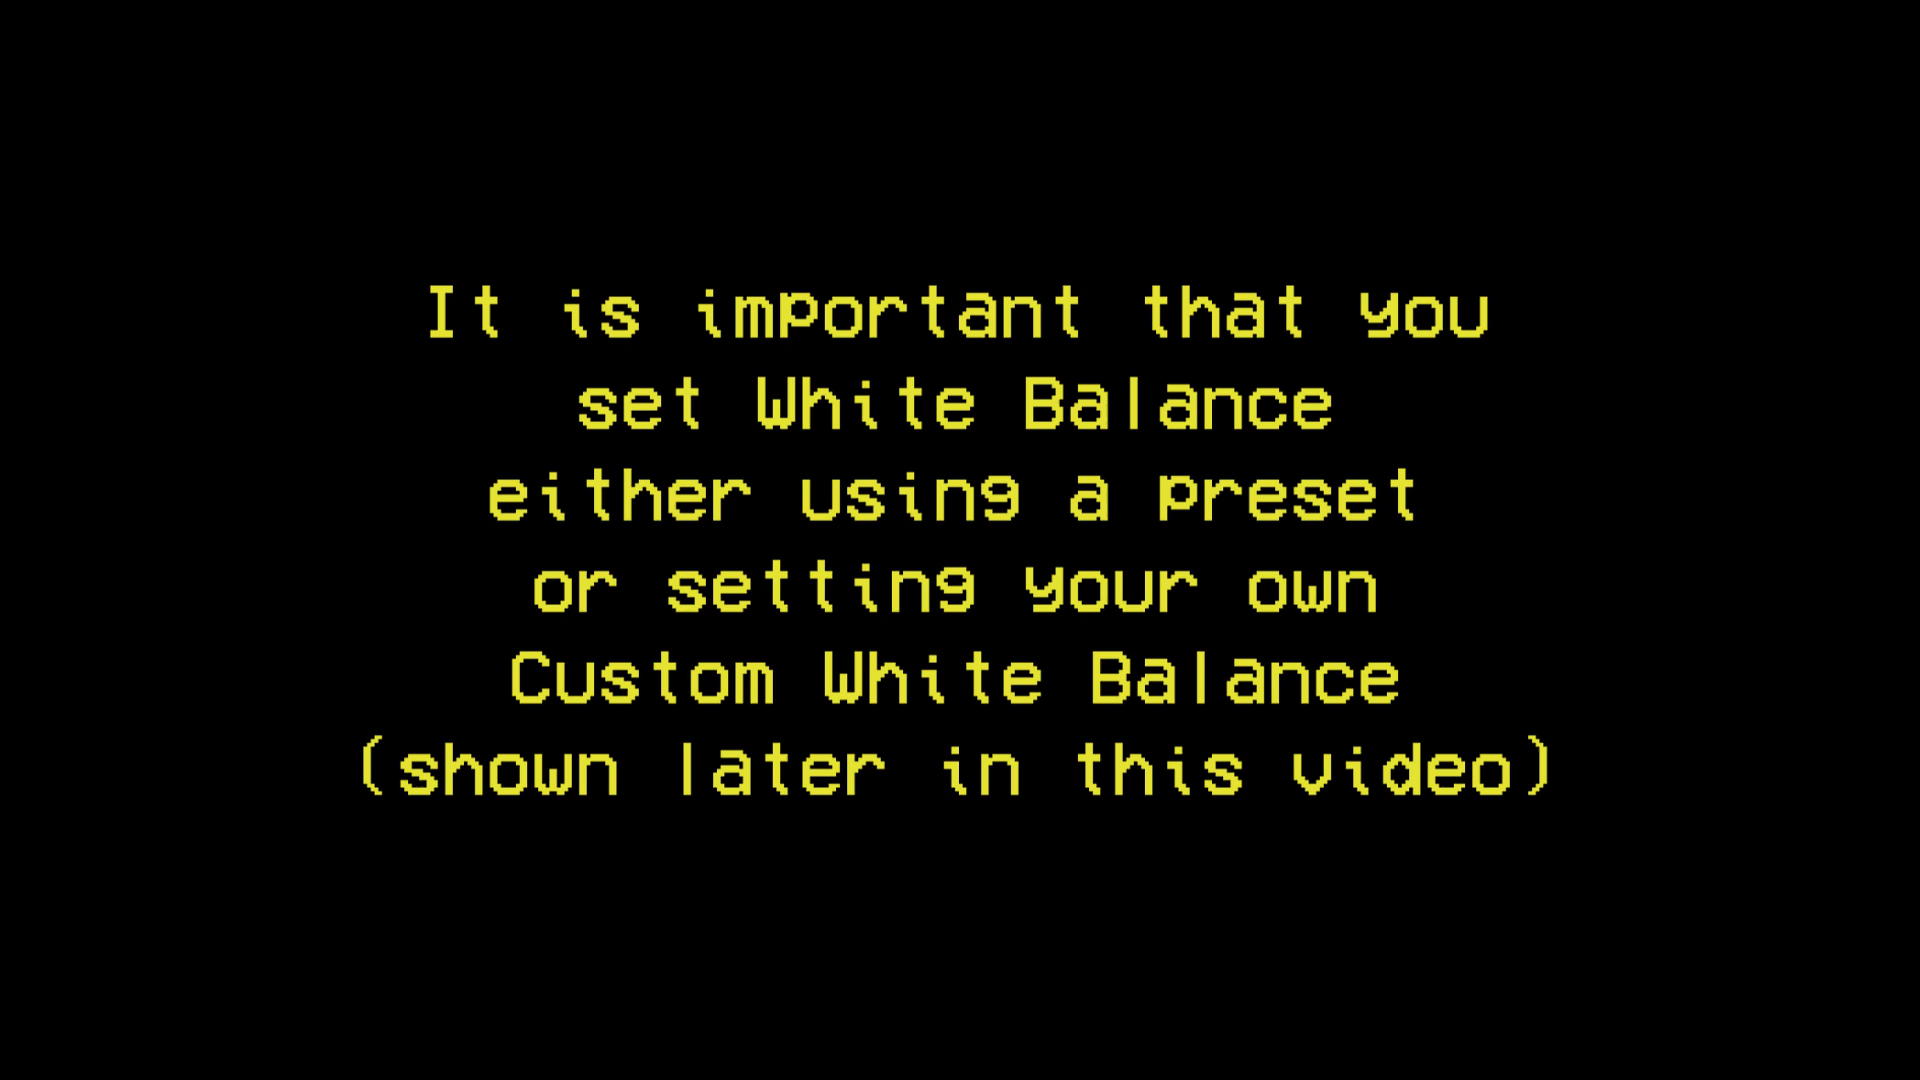 It is important that you
set White Balance
either using a preset
or setting your own
Custom White Balance
(shown later in this video)